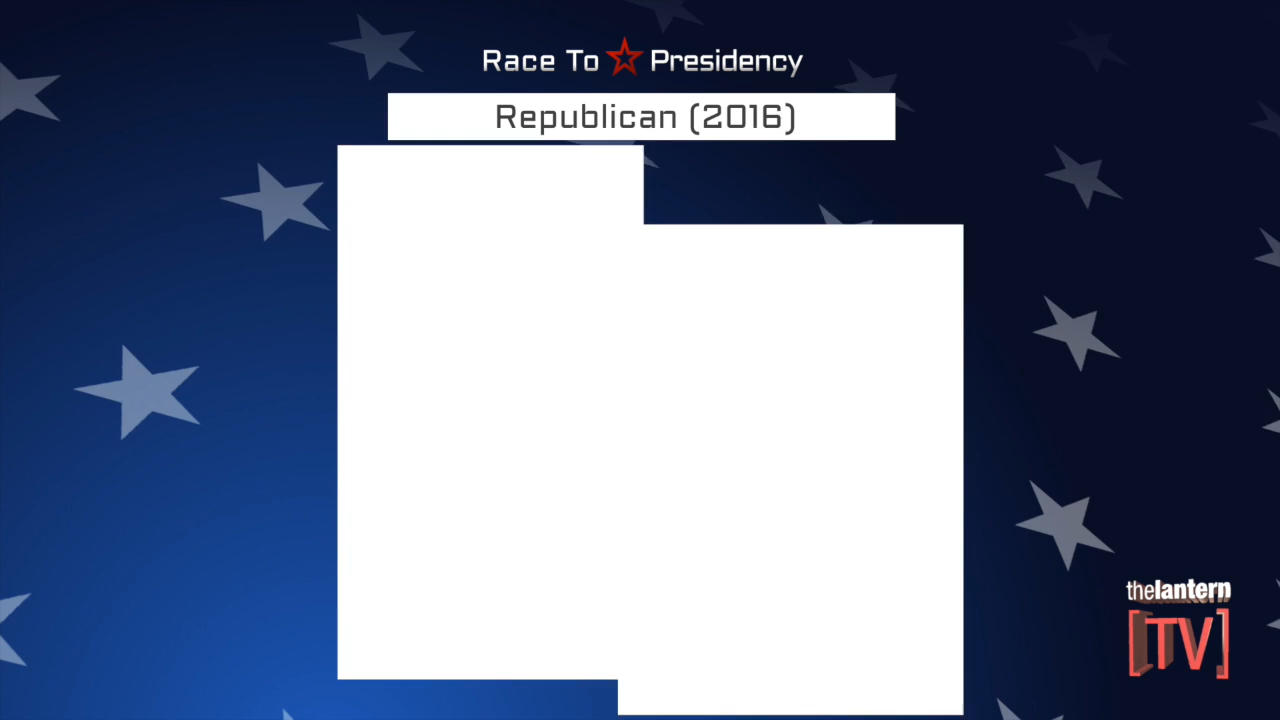 Race To Presidency
Republican (2016)
thelantern
[TV]